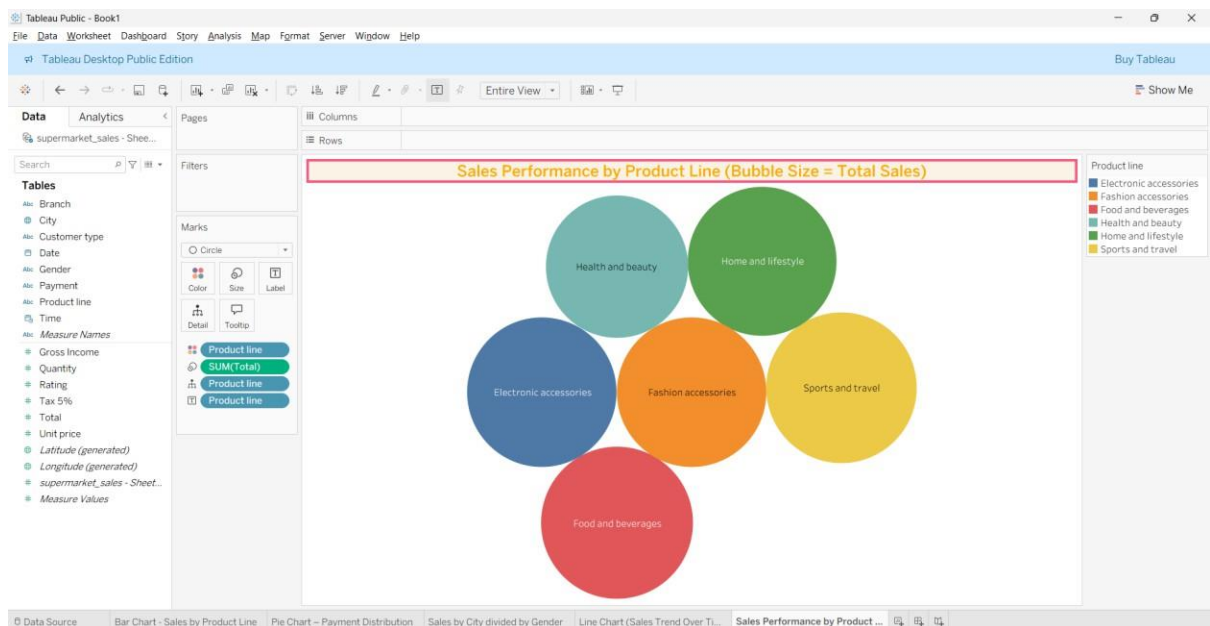 Tableau Public - Book1
File Data Worksheet Dashboard Story Analysis Map Format Server Window Help
Tableau Desktop Public Edition
Buy Tableau
Entire View
Show Me
Data Analytics
supermarket_sales - Shee...
Search
Tables
Abc Branch
City
Abc Customer type
Date
Abc Gender
Abc Payment
Abc Product line
Time
Abc Measure Names
# Gross Income
# Quantity
# Rating
# Tax 5%
# Total
# Unit price
Latitude (generated)
Longitude (generated)
# supermarket_sales - Sheet...
# Measure Values
Pages
Filters
Marks
Circle
Color Size Label
Detail Tooltip
Product line
SUM(Total)
Product line
Product line
Columns
Rows
Sales Performance by Product Line (Bubble Size = Total Sales)
Health and beauty
Home and lifestyle
Electronic accessories
Fashion accessories
Sports and travel
Food and beverages
Product line
Electronic accessories
Fashion accessories
Food and beverages
Health and beauty
Home and lifestyle
Sports and travel
Data Source Bar Chart - Sales by Product Line Pie Chart – Payment Distribution Sales by City divided by Gender Line Chart (Sales Trend Over Ti... Sales Performance by Product ...